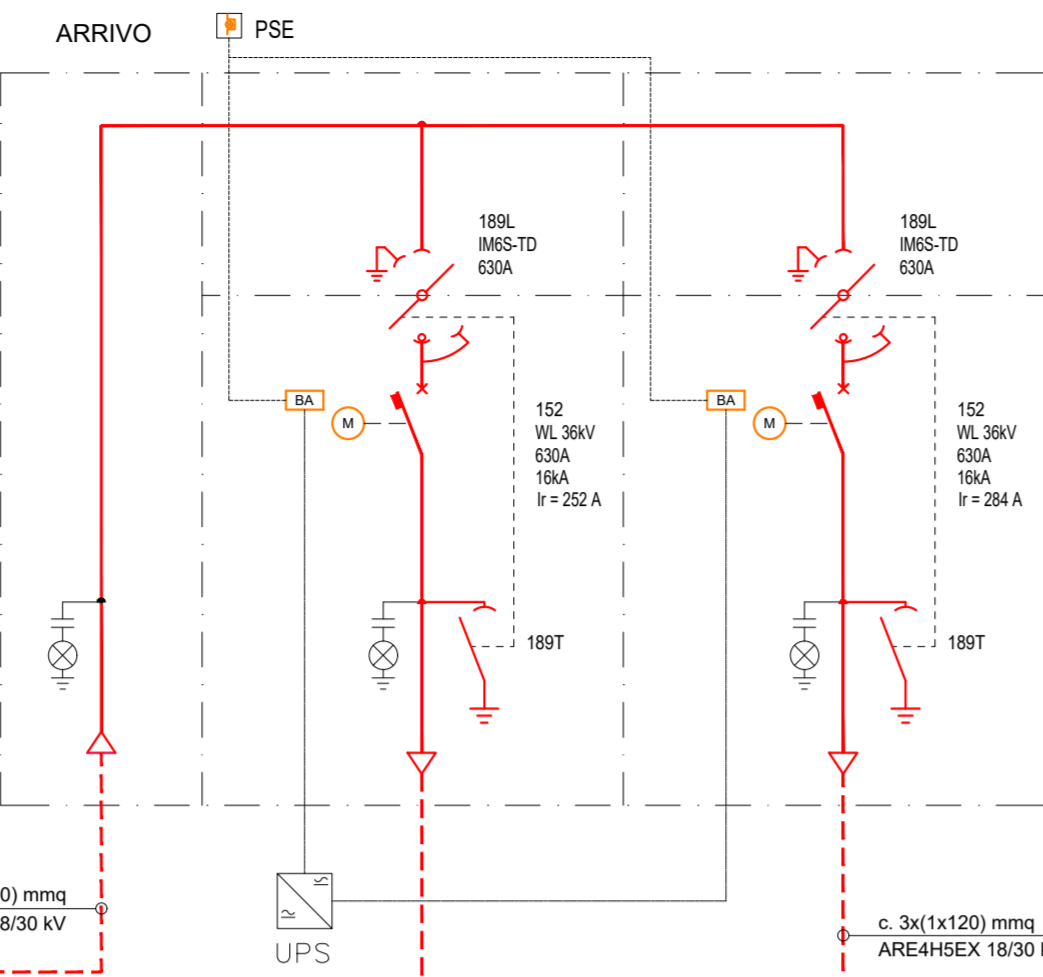 ARRIVO
PSE
189L
IM6S-TD
630A
189L
IM6S-TD
630A
BA
M
152
WL 36kV
630A
16kA
Ir = 252 A
BA
M
152
WL 36kV
630A
16kA
Ir = 284 A
189T
189T
UPS
0) mmq
8/30 kV
c. 3x(1x120) mmq
ARE4H5EX 18/30